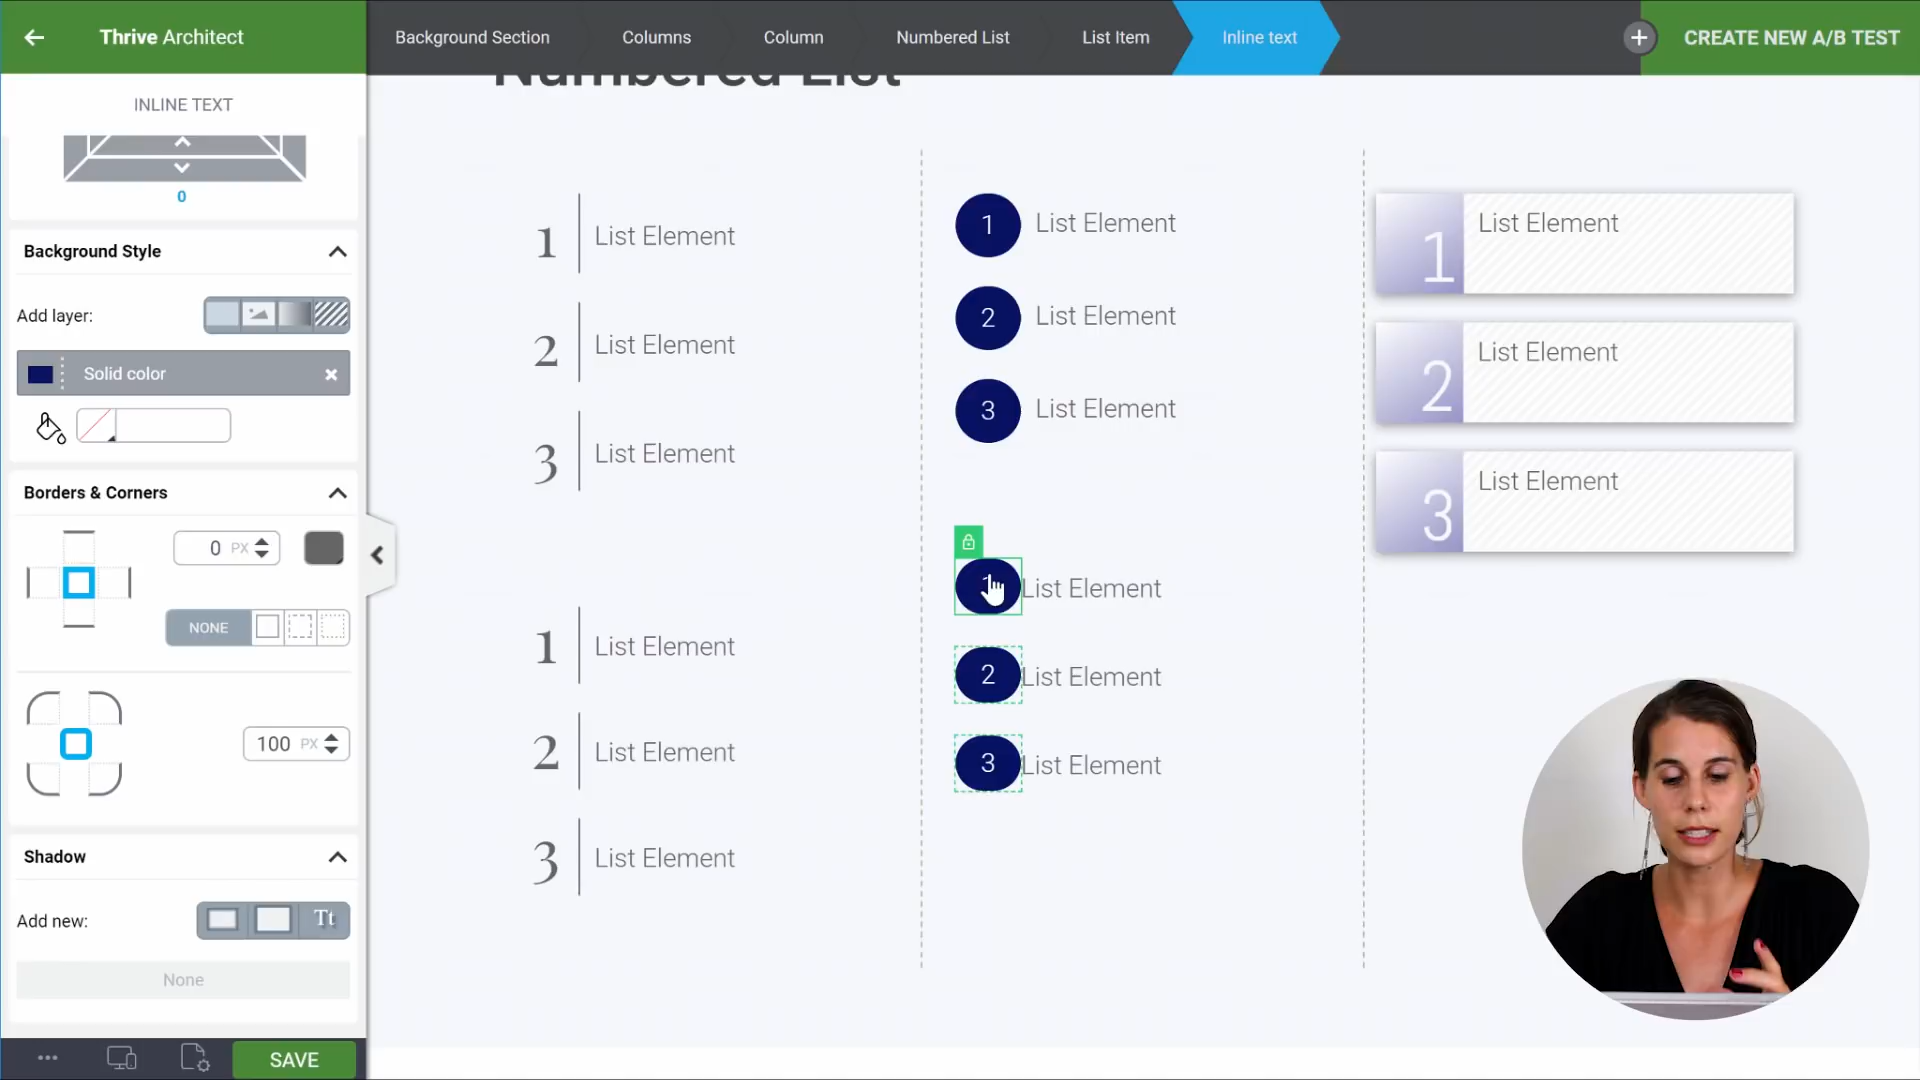 Thrive Architect
Background Section
Columns
Column
Numbered List
List Item
Inline text
CREATE NEW A/B TEST
INLINE TEXT
0
Background Style
Add layer:
Solid color
Borders & Corners
0 PX
NONE
100 PX
Shadow
Add new:
Tt
None
SAVE
Numbered List
1 List Element
2 List Element
3 List Element
1 List Element
2 List Element
3 List Element
1 List Element
2 List Element
3 List Element
List Element
2 List Element
3 List Element
1 List Element
2 List Element
3 List Element